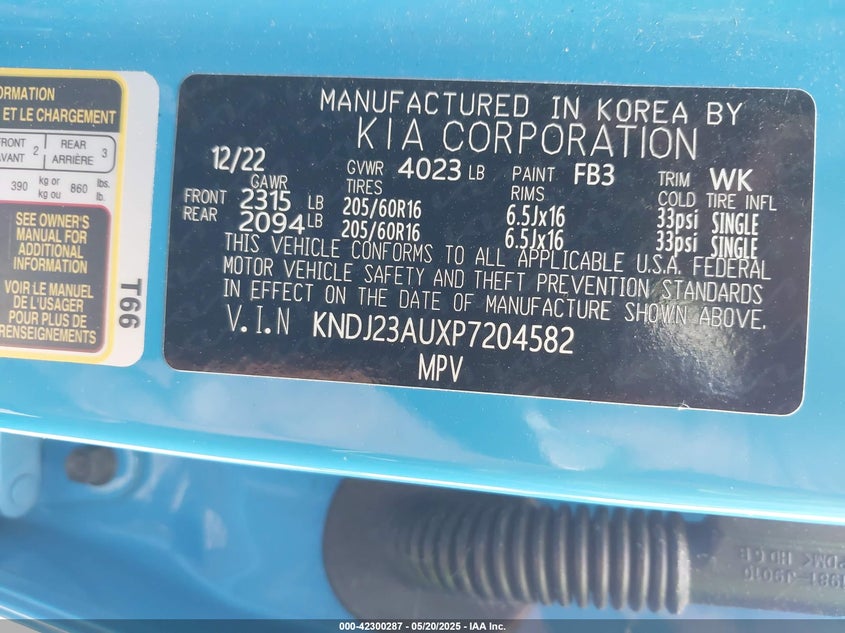 ORMATION
ET LE CHARGEMENT
FRONT 2 REAR 3
AVANT ARRIÈRE
390 kg or kg ou 860 lbs. lb.
SEE OWNER'S
MANUAL FOR
ADDITIONAL
INFORMATION
VOIR LE MANUEL
DE L'USAGER
POUR PLUS DE
RENSEIGNEMENTS
T66
MANUFACTURED IN KOREA BY
KIA CORPORATION
12/22 GVWR 4023 LB PAINT FB3 TRIM WK
GAWR TIRES RIMS COLD TIRE INFL
FRONT 2315 LB 205/60R16 6.5Jx16 33psi SINGLE
REAR 2094 LB 205/60R16 6.5Jx16 33psi SINGLE
THIS VEHICLE CONFORMS TO ALL APPLICABLE U.S.A. FEDERAL
MOTOR VEHICLE SAFETY AND THEFT PREVENTION STANDARDS
IN EFFECT ON THE DATE OF MANUFACTURE SHOWN ABOVE.
V.I.N KNDJ23AUXP7204582
MPV
000-42300287 - 05/20/2025 - IAA Inc.